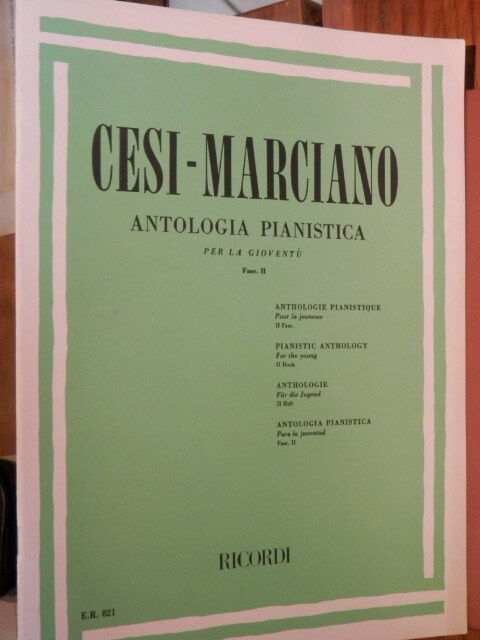 CESI-MARCIANO
ANTOLOGIA PIANISTICA
PER LA GIOVENTÙ
Fasc. II
ANTHOLOGIE PIANISTIQUE
Pour la jeunesse
II Fasc.
PIANISTIC ANTHOLOGY
For the young
II Book
ANTHOLOGIE
Für die Jugend
II Heft
ANTOLOGIA PIANISTICA
Para la juventud
Fasc. II
RICORDI
E.R. 821